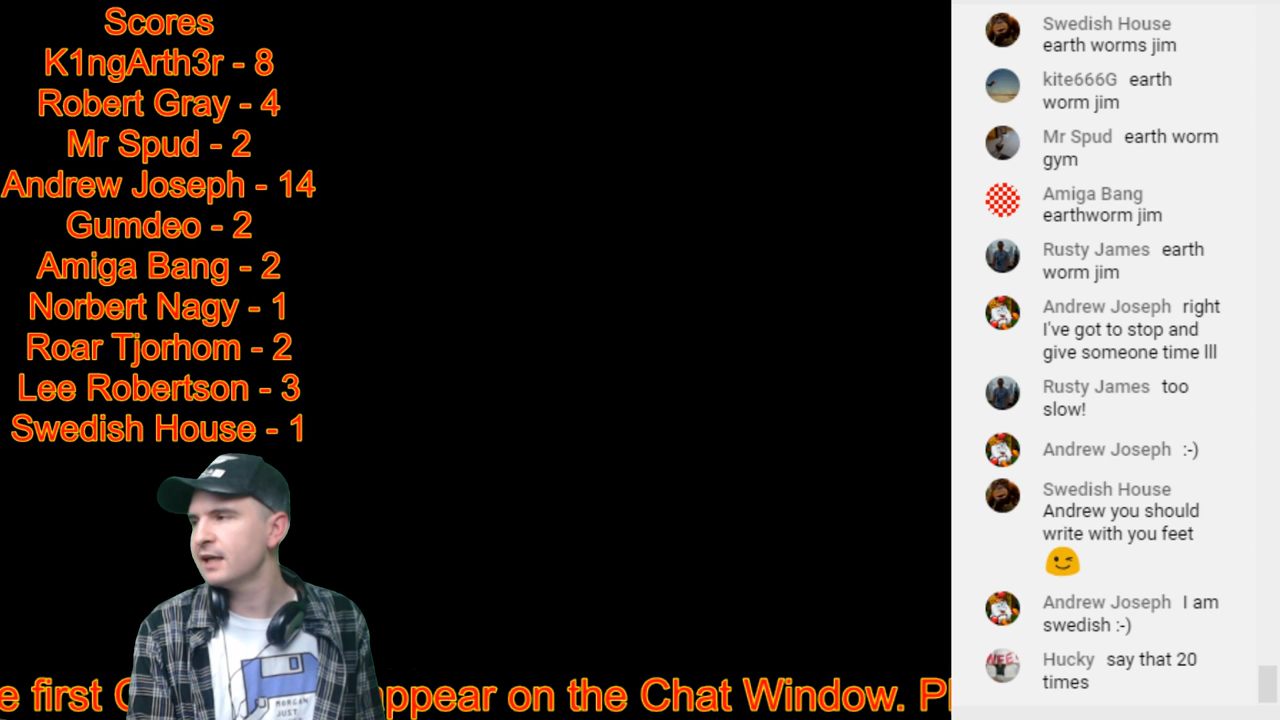 Scores
K1ngArth3r - 8
Robert Gray - 4
Mr Spud - 2
Andrew Joseph - 14
Gumdeo - 2
Amiga Bang - 2
Norbert Nagy - 1
Roar Tjorhom - 2
Lee Robertson - 3
Swedish House - 1
MORGAN
JUST
e first appear on the Chat Window.
Swedish House
earth worms jim
kite666G earth
worm jim
Mr Spud earth worm
gym
Amiga Bang
earthworm jim
Rusty James earth
worm jim
Andrew Joseph right
I've got to stop and
give someone time lll
Rusty James too
slow!
Andrew Joseph :-)
Swedish House
Andrew you should
write with you feet
Andrew Joseph I am
swedish :-)
Hucky say that 20
times